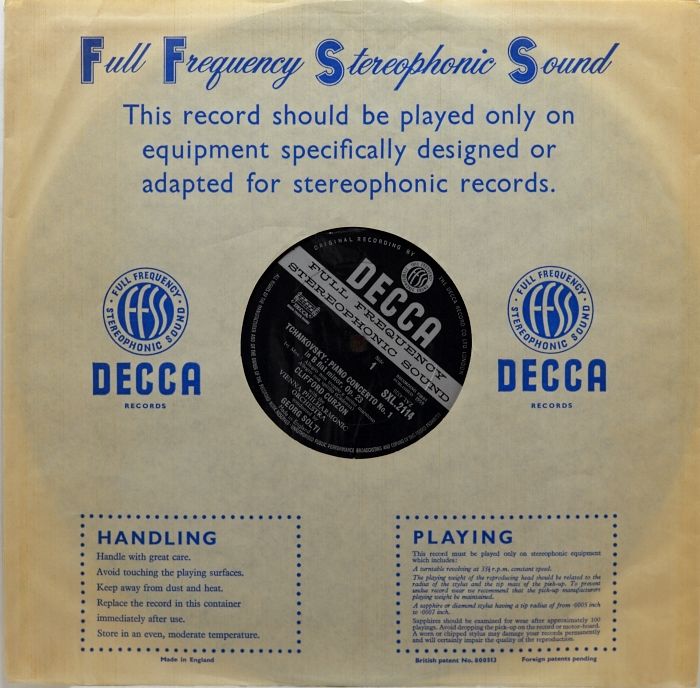 Full Frequency Stereophonic Sound
This record should be played only on
equipment specifically designed or
adapted for stereophonic records.
ORIGINAL RECORDING BY
THE DECCA RECORD CO LTD LONDON
DECCA
FULL FREQUENCY
STEREOPHONIC SOUND
SIDE
1
SXL.2114
TCHAIKOVSKY: PIANO CONCERTO No. 1
in B flat minor, Op. 23
CLIFFORD CURZON
VIENNA PHILHARMONIC
ORCHESTRA
GEORG SOLTI
FULL FREQUENCY
FFSS
STEREOPHONIC SOUND
DECCA
RECORDS
FULL FREQUENCY
FFSS
STEREOPHONIC SOUND
DECCA
RECORDS
HANDLING
Handle with great care.
Avoid touching the playing surfaces.
Keep away from dust and heat.
Replace the record in this container
immediately after use.
Store in an even, moderate temperature.
Made in England
PLAYING
This record must be played only on stereophonic equipment
which includes:
A turntable revolving at 33⅓ r.p.m. constant speed.
The playing weight of the reproducing head should be related to the
radius of the stylus and the tip mass of the pick-up. To prevent
undue record wear we recommend that the pick-up manufacturers
playing weight be maintained.
A sapphire or diamond stylus having a tip radius of from ·0005 inch
to ·0007 inch.
Sapphires should be examined for wear after approximately 100
playings. Avoid dropping the pick-up on the record or motor-board.
A worn or chipped stylus may damage your records permanently
and will certainly impair the quality of the reproduction.
British patent No. 800513
Foreign patents pending